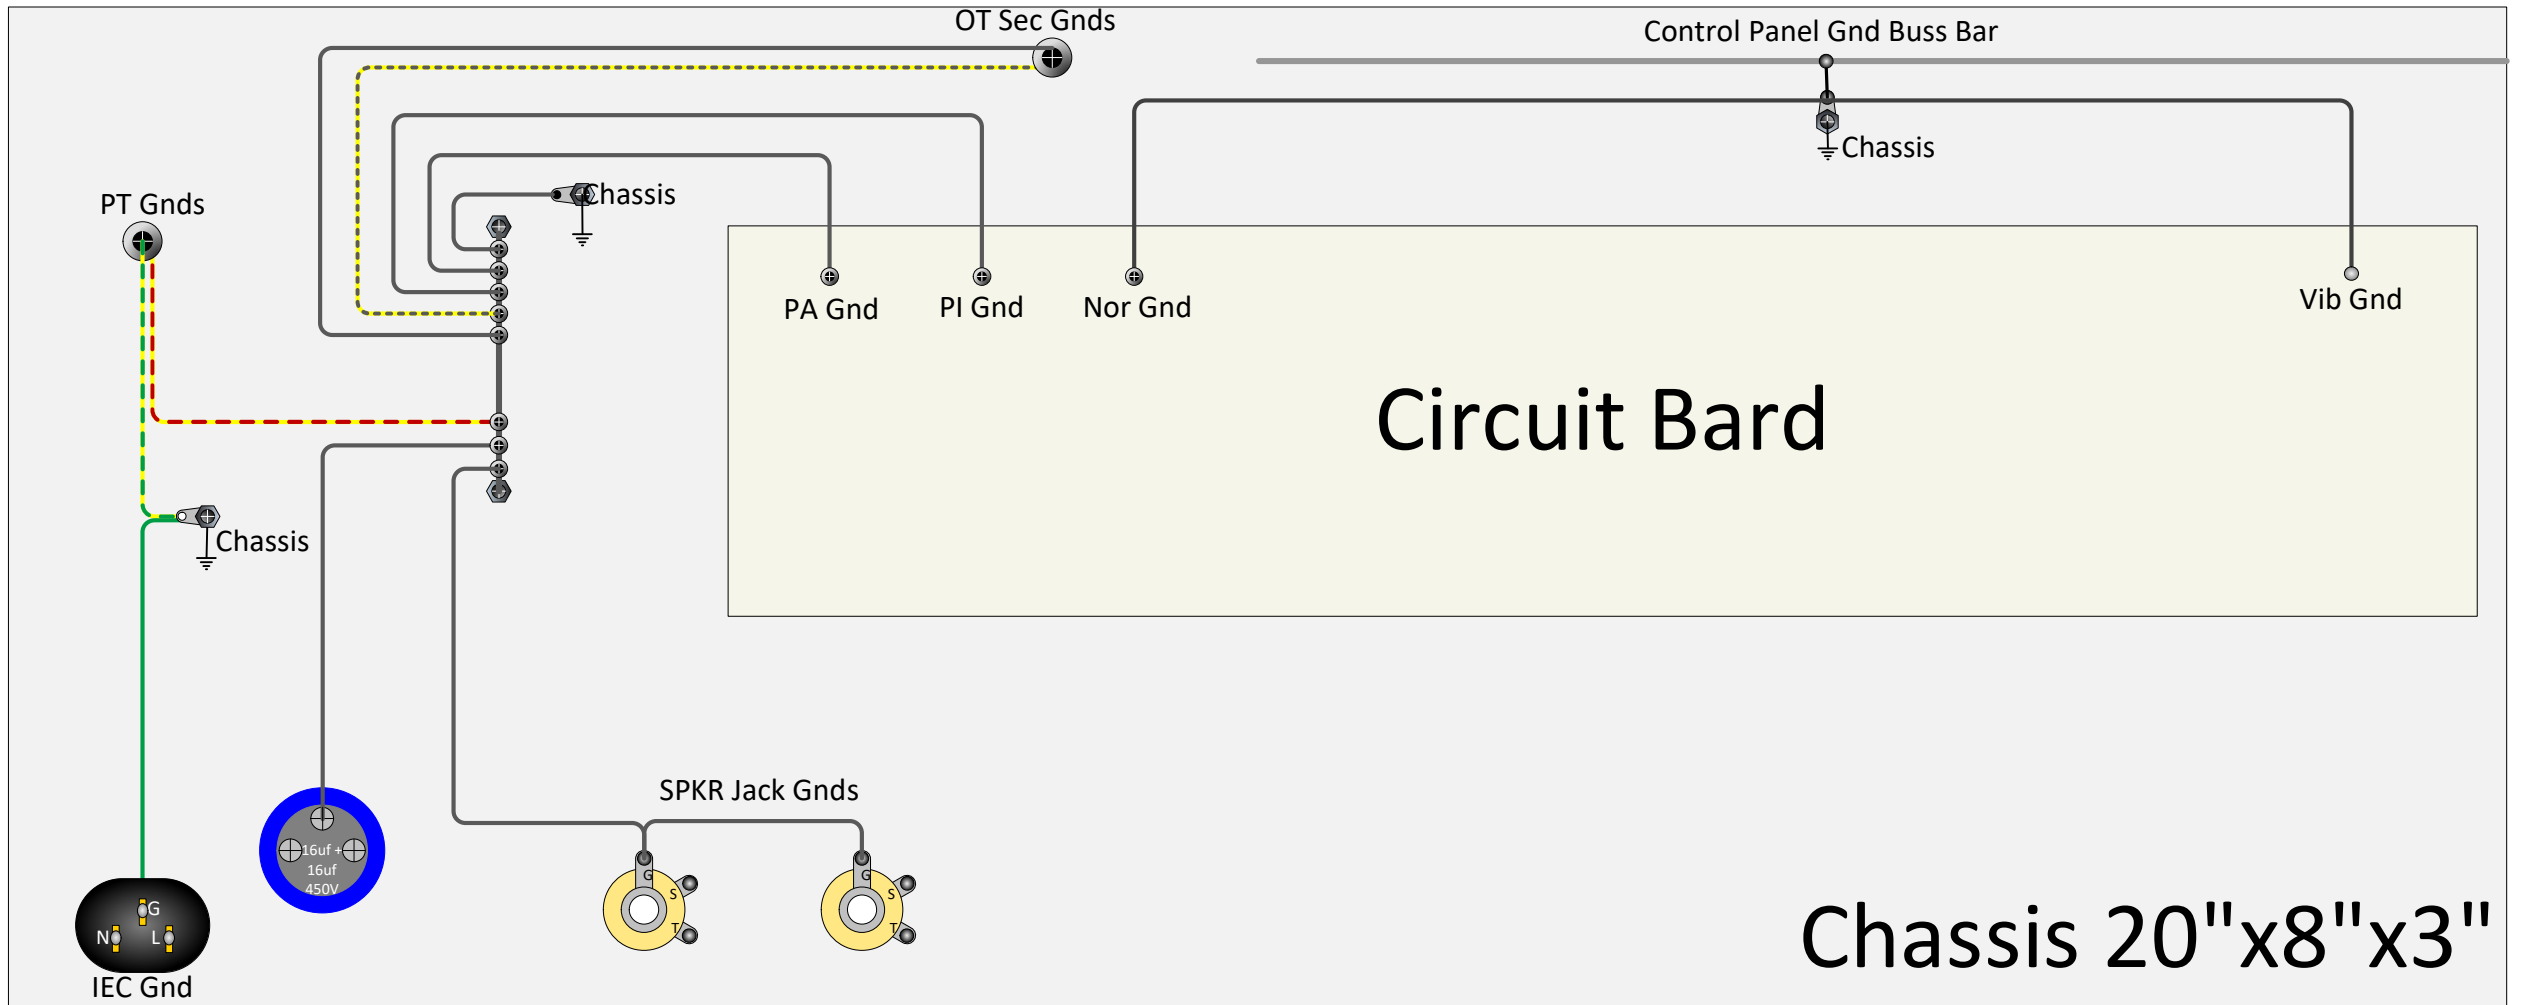 OT Sec Gnds
Control Panel Gnd Buss Bar
Chassis
Chassis
PT Gnds
PA Gnd
PI Gnd
Nor Gnd
Vib Gnd
Circuit Bard
Chassis
SPKR Jack Gnds
16uf +
16uf
450V
G
S
T
G
S
T
G
N
L
IEC Gnd
Chassis 20"x8"x3"